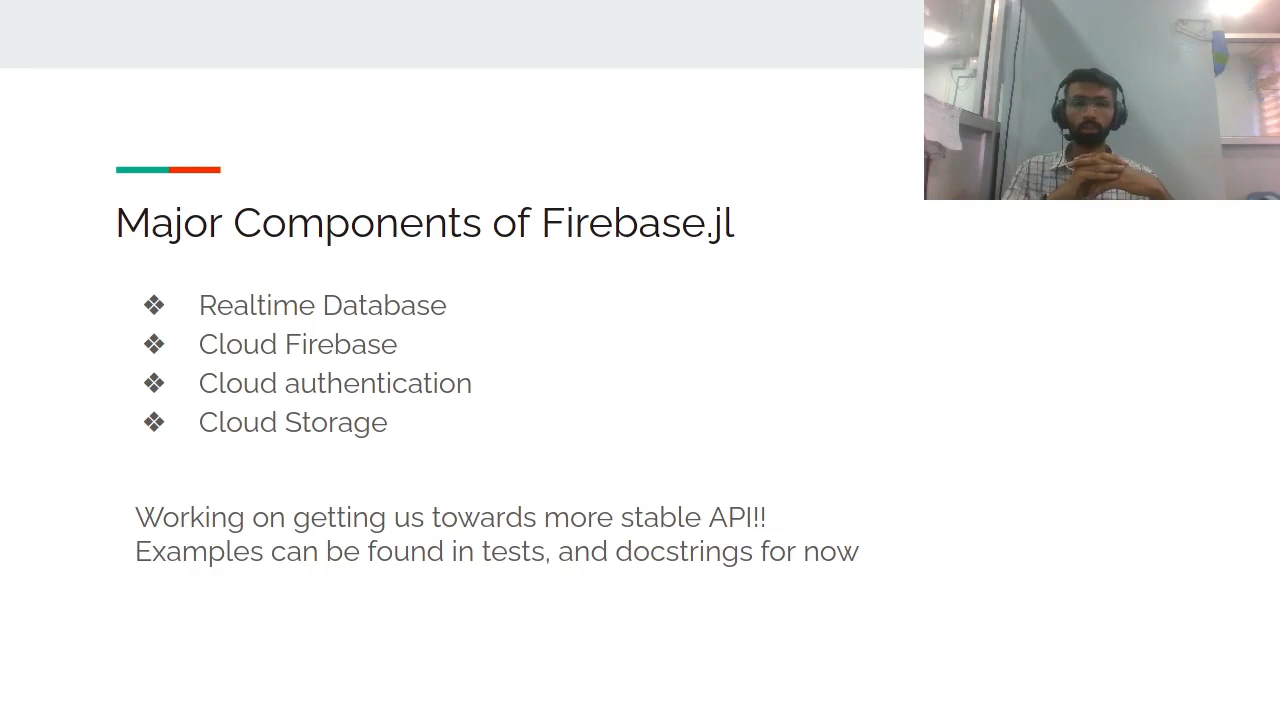 Major Components of Firebase.jl
❖ Realtime Database
❖ Cloud Firebase
❖ Cloud authentication
❖ Cloud Storage
Working on getting us towards more stable API!!
Examples can be found in tests, and docstrings for now